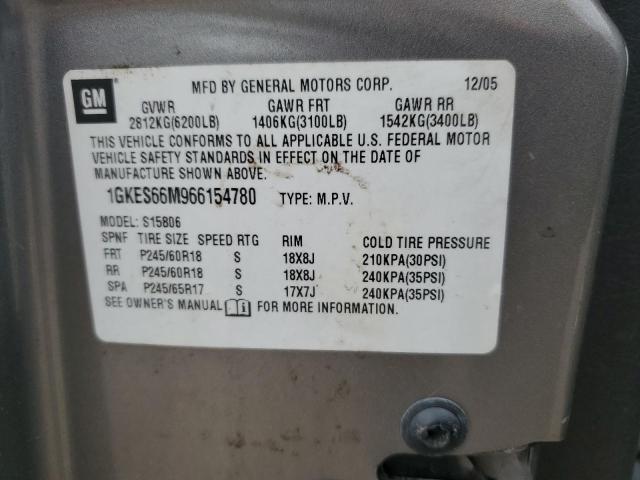 GM
MFD BY GENERAL MOTORS CORP. 12/05
GVWR GAWR FRT GAWR RR
2812KG(6200LB) 1406KG(3100LB) 1542KG(3400LB)
THIS VEHICLE CONFORMS TO ALL APPLICABLE U.S. FEDERAL MOTOR
VEHICLE SAFETY STANDARDS IN EFFECT ON THE DATE OF
MANUFACTURE SHOWN ABOVE.
1GKES66M966154780 TYPE: M.P.V.
MODEL: S15806
SPNF TIRE SIZE SPEED RTG RIM COLD TIRE PRESSURE
FRT P245/60R18 S 18X8J 210KPA(30PSI)
RR P245/60R18 S 18X8J 240KPA(35PSI)
SPA P245/65R17 S 17X7J 240KPA(35PSI)
SEE OWNER'S MANUAL FOR MORE INFORMATION.